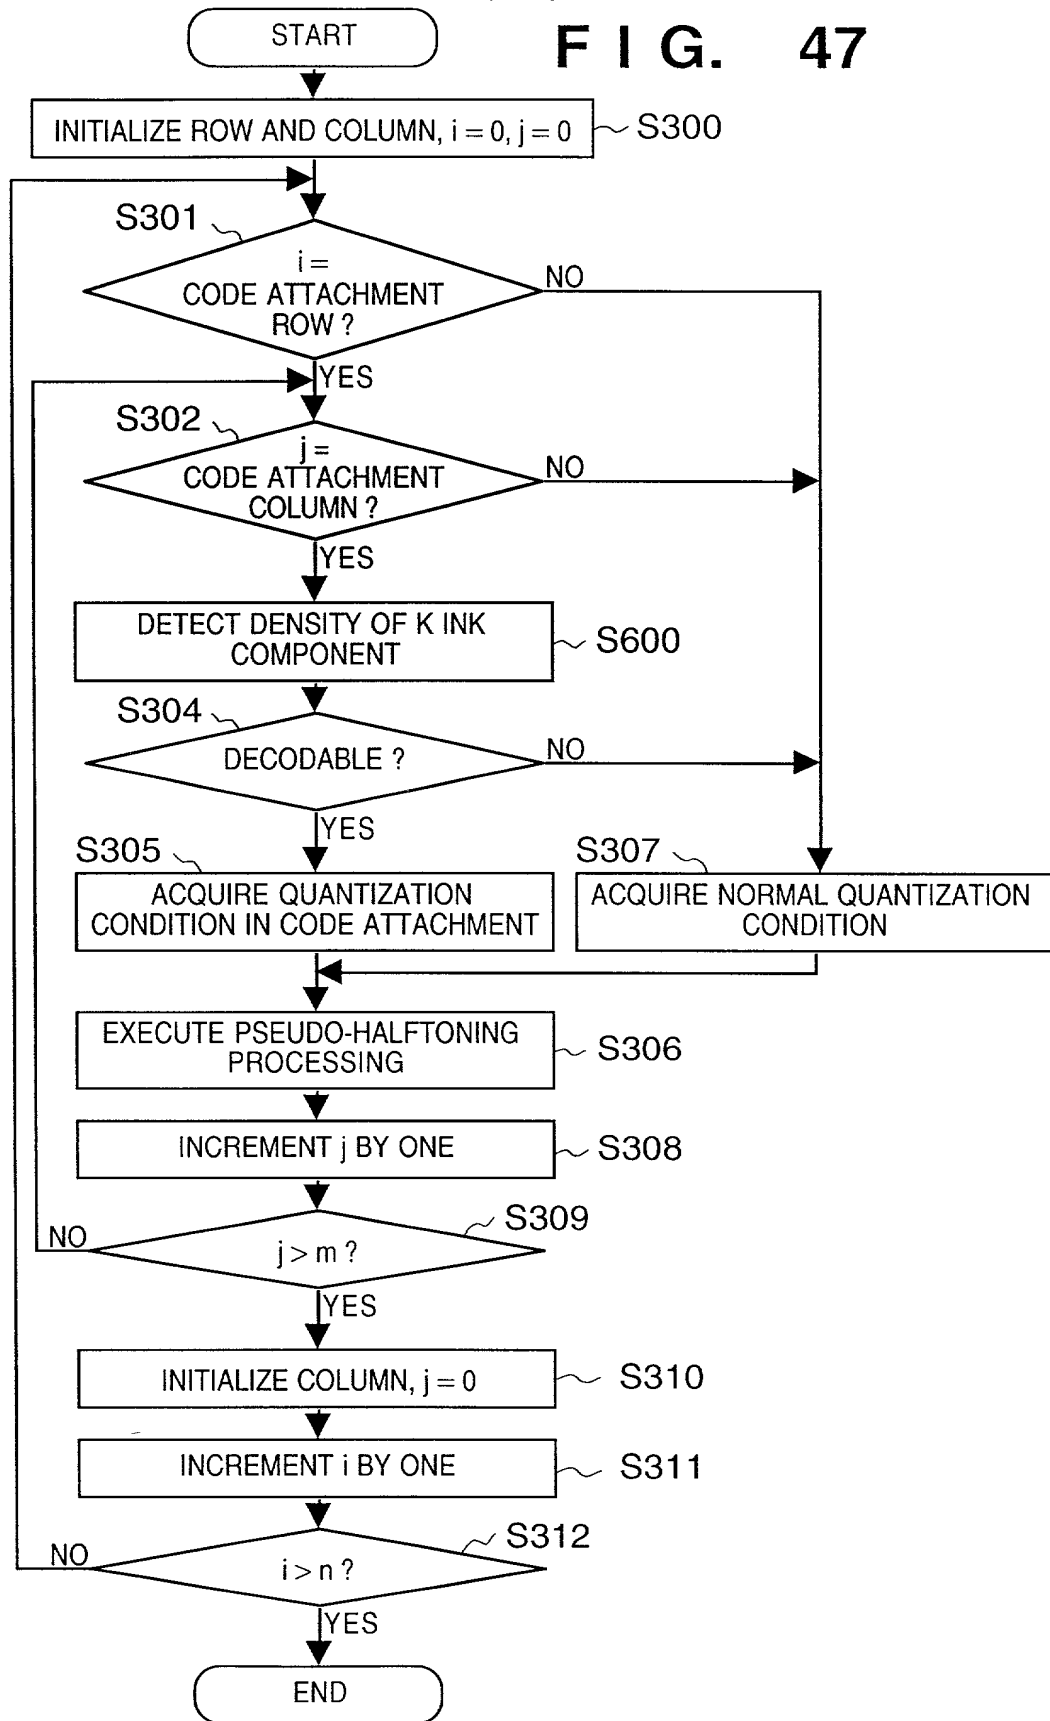 START
FIG. 47
INITIALIZE ROW AND COLUMN, i = 0, j = 0
S300
S301
i =
CODE ATTACHMENT
ROW ?
NO
YES
S302
j =
CODE ATTACHMENT
COLUMN ?
NO
YES
DETECT DENSITY OF K INK
COMPONENT
S600
S304
DECODABLE ?
NO
YES
S305
ACQUIRE QUANTIZATION
CONDITION IN CODE ATTACHMENT
S307
ACQUIRE NORMAL QUANTIZATION
CONDITION
EXECUTE PSEUDO-HALFTONING
PROCESSING
S306
INCREMENT j BY ONE
S308
S309
j > m ?
NO
YES
INITIALIZE COLUMN, j = 0
S310
INCREMENT i BY ONE
S311
S312
i > n ?
NO
YES
END